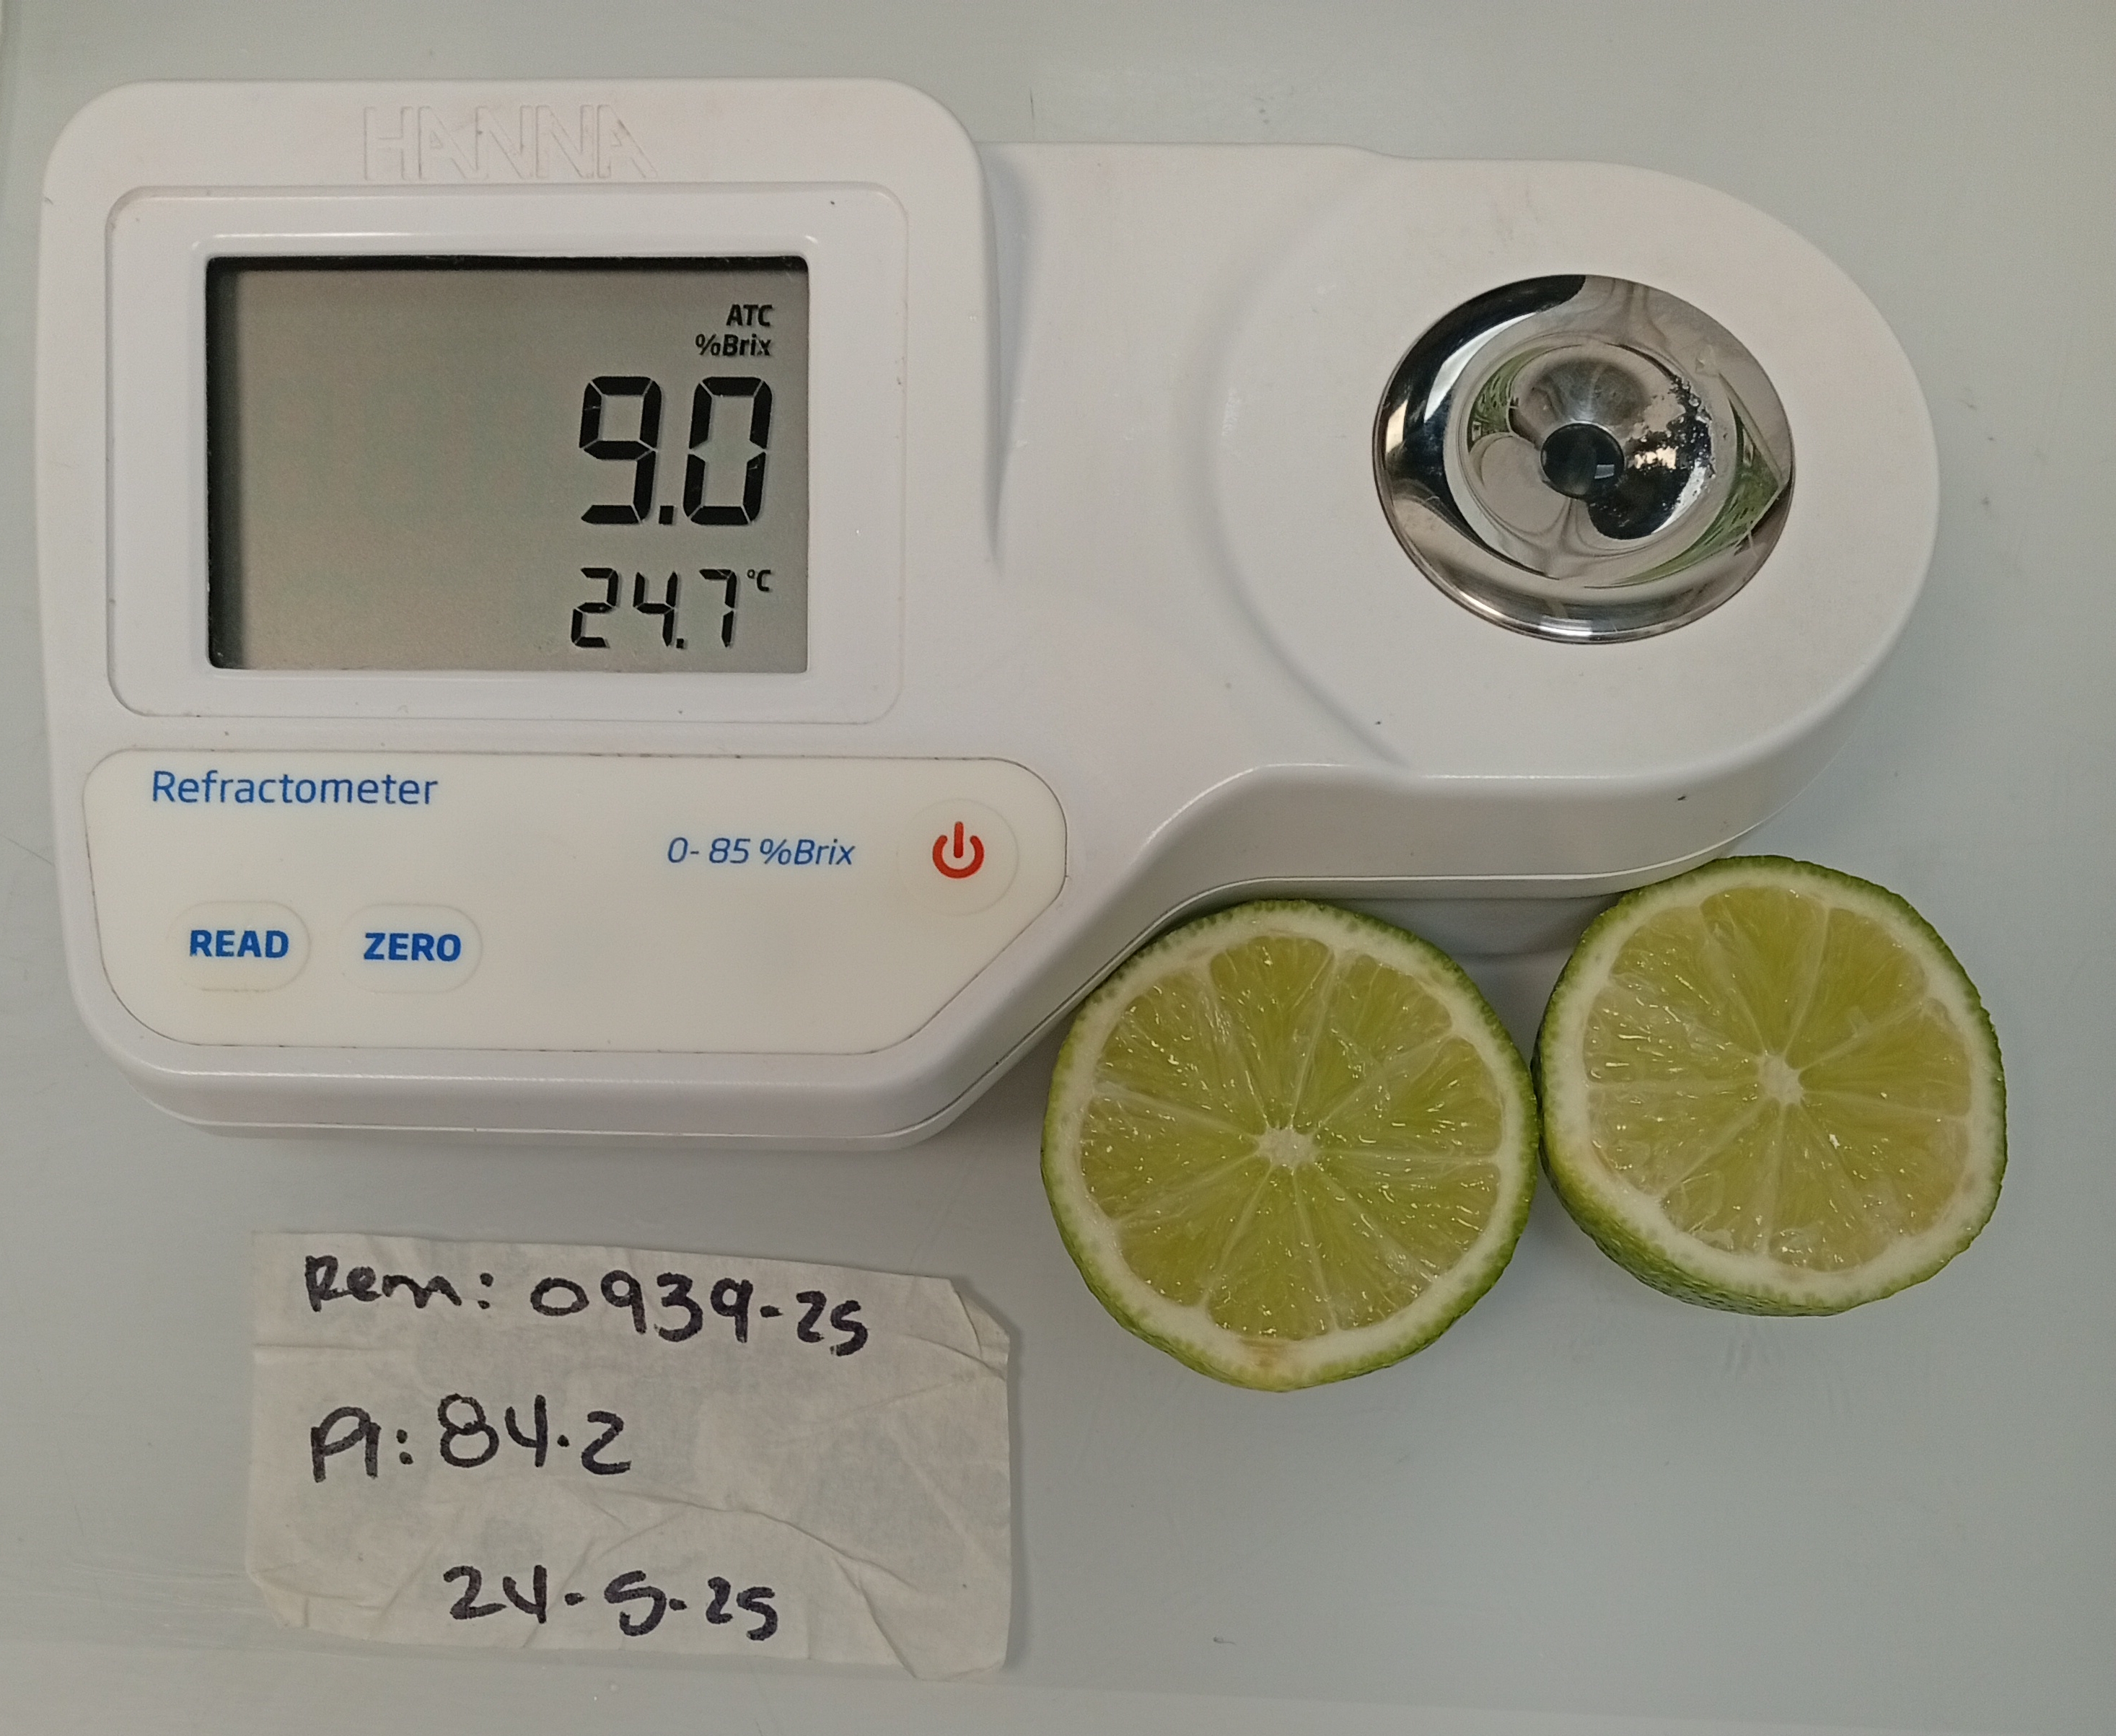 HANNA
ATC
%Brix
9.0
24.7°C
Refractometer
0-85 %Brix
READ ZERO
Rem: 0939-25
Pl: 84.2
24-5-25